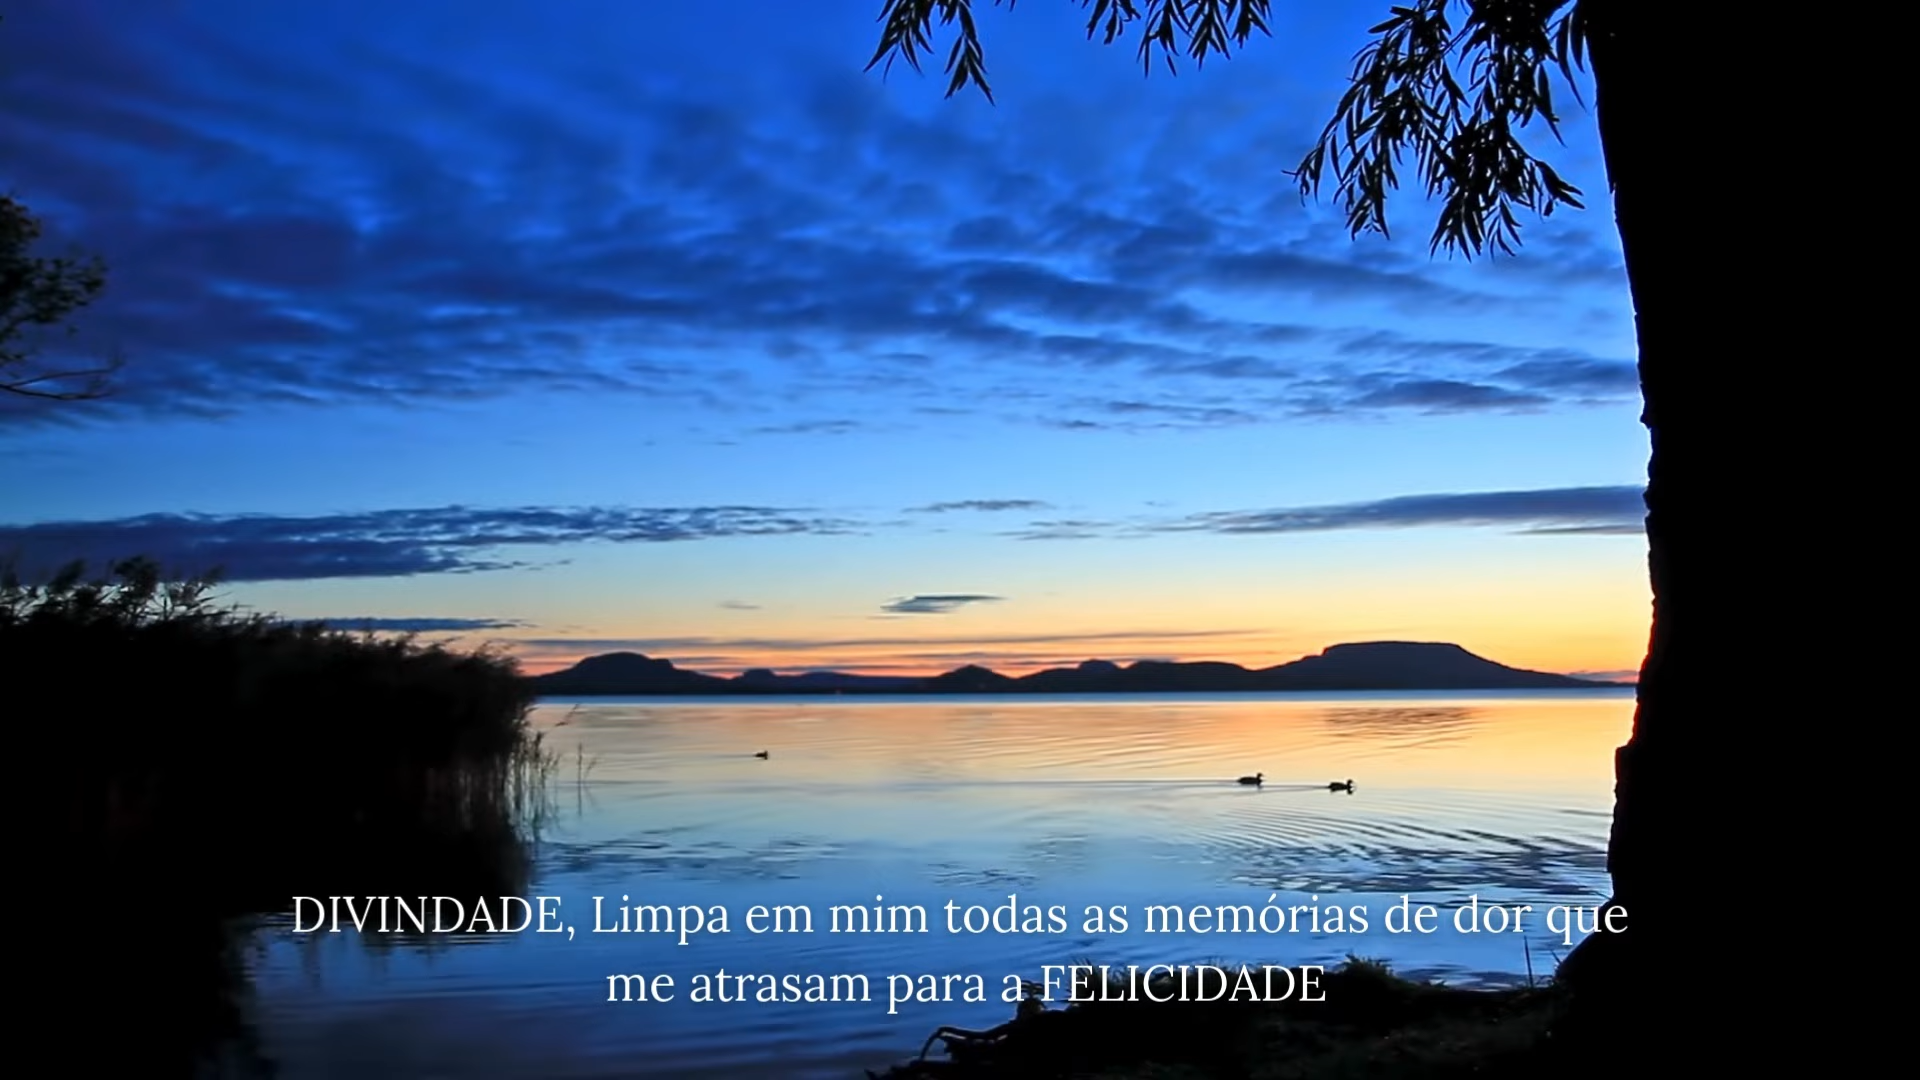 DIVINDADE, Limpa em mim todas as memórias de dor que
me atrasam para a FELICIDADE